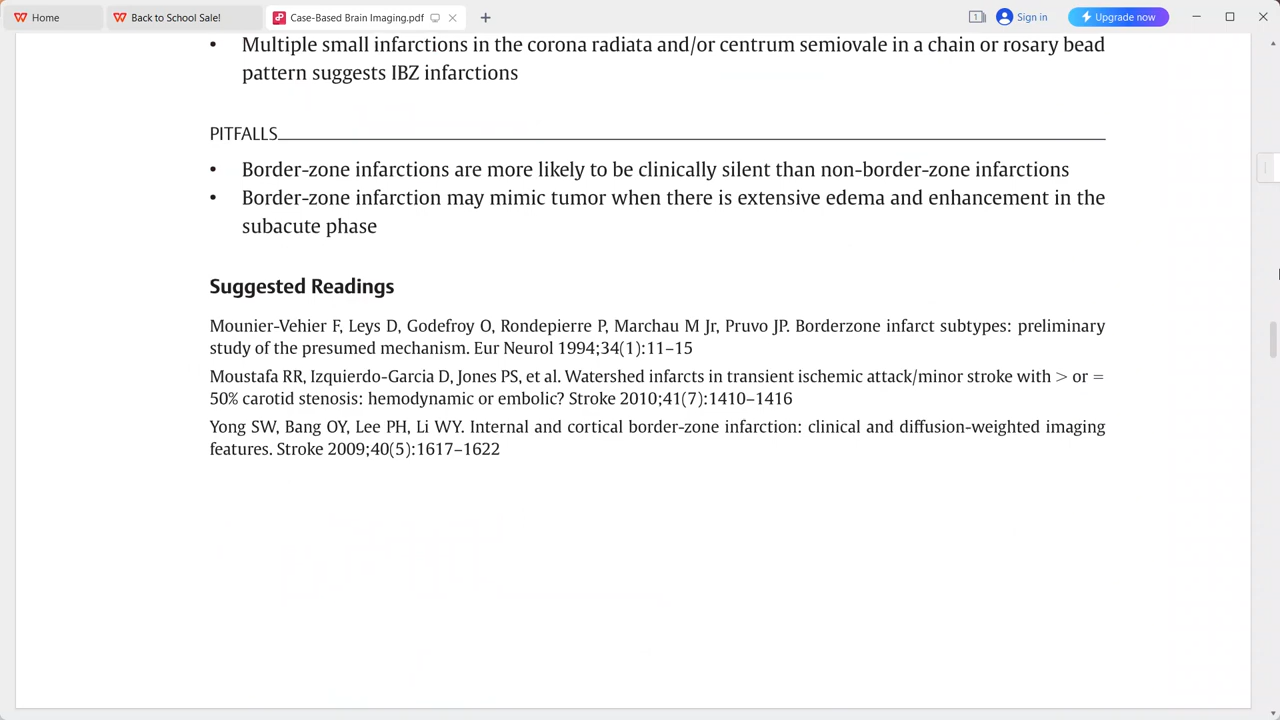 Home
Back to School Sale!
Case-Based Brain Imaging.pdf
1
Sign in
Upgrade now
• Multiple small infarctions in the corona radiata and/or centrum semiovale in a chain or rosary bead
pattern suggests IBZ infarctions
PITFALLS
• Border-zone infarctions are more likely to be clinically silent than non-border-zone infarctions
• Border-zone infarction may mimic tumor when there is extensive edema and enhancement in the
subacute phase
Suggested Readings
Mounier-Vehier F, Leys D, Godefroy O, Rondepierre P, Marchau M Jr, Pruvo JP. Borderzone infarct subtypes: preliminary
study of the presumed mechanism. Eur Neurol 1994;34(1):11–15
Moustafa RR, Izquierdo-Garcia D, Jones PS, et al. Watershed infarcts in transient ischemic attack/minor stroke with > or =
50% carotid stenosis: hemodynamic or embolic? Stroke 2010;41(7):1410–1416
Yong SW, Bang OY, Lee PH, Li WY. Internal and cortical border-zone infarction: clinical and diffusion-weighted imaging
features. Stroke 2009;40(5):1617–1622